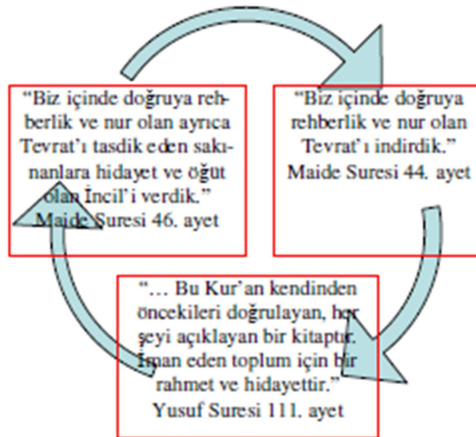 “Biz içinde doğruya reh-
berlik ve nur olan ayrıca
Tevrat’ı tasdik eden sakı-
nanlara hidayet ve öğüt
olan İncil’i verdik.”
Maide Suresi 46. ayet
“Biz içinde doğruya
rehberlik ve nur olan
Tevrat’ı indirdik.”
Maide Suresi 44. ayet
“... Bu Kur’an kendinden
öncekileri doğrulayan, her
şeyi açıklayan bir kitaptır.
İman eden toplum için bir
rahmet ve hidayettir.”
Yusuf Suresi 111. ayet